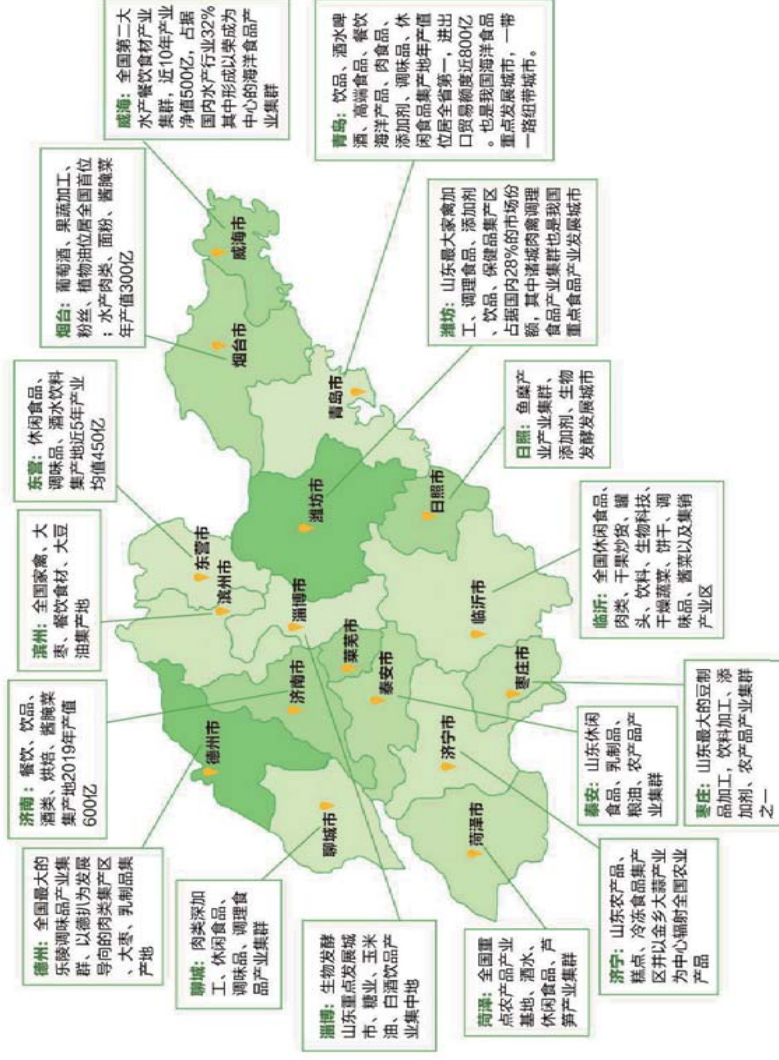 德州：全国最大的
乐陵调味品产业集
群、以德扒为发展
导向的肉类集产区
、大枣、乳制品集
产地
济南：餐饮、饮品、
酒类、烘焙、酱腌菜
集产地2019年产值
600亿
滨州：全国家禽、大
枣、餐饮食材、大豆
油集产地
东营：休闲食品、
调味品、酒水饮料
集产地近5年产业
均值450亿
烟台：葡萄酒、果蔬加工、
粉丝、植物油位居全国首位
；水产肉类、面粉、酱腌菜
年产值300亿
威海：全国第二大
水产餐饮食材产业
集群，近10年产业
净值500亿，占据
国内水产行业32%
其中形成以荣成为
中心的海洋食品产
业集群
聊城：肉类深加
工、休闲食品、
调味品、调理食
品产业集群
淄博：生物发酵
山东重点发展城
市、糖业、玉米
油、白酒饮品产
业集中地
菏泽：全国重
点农产品产业
基地、酒水、
休闲食品、芦
笋产业集群
济宁：山东农产品、
糕点、冷冻食品集产
区并以金乡大蒜产业
为中心辐射全国农业
产品
泰安：山东休闲
食品、乳制品、
粮油、农产品产
业集群
枣庄：山东最大的豆制
品加工，饮料加工、添
加剂、农产品产业集群
之一
临沂：全国休闲食品、
肉类、干果炒货、罐
头、饮料、生物科技、
干燥蔬菜、饼干、调
味品、酱菜以及集销
产业区
日照：鱼糜产
业产业集群、
添加剂、生物
发酵发展城市
潍坊：山东最大家禽加
工、调理食品、添加剂
、饮品、保健品集产区
占据国内28%的市场份
额，其中诸城肉禽调理
食品产业集群也是我国
重点食品产业发展城市
青岛：饮品、酒水啤
酒、高端食品、餐饮
海洋产品、肉食品、
添加剂、调味品、休
闲食品集产地年产值
位居全省第一，进出
口贸易额度近800亿
。也是我国海洋食品
重点发展城市，一带
一路纽带城市。
德州市
滨州市
东营市
烟台市
威海市
聊城市
济南市
淄博市
潍坊市
青岛市
莱芜市
泰安市
日照市
菏泽市
济宁市
枣庄市
临沂市